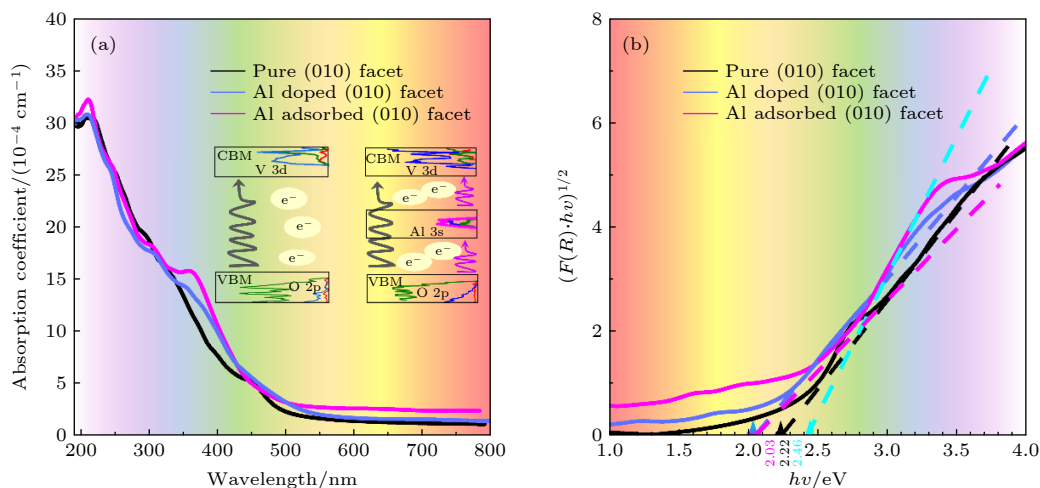 (a)
Pure (010) facet
Al doped (010) facet
Al adsorbed (010) facet
Absorption coefficient/(10⁻⁴ cm⁻¹)
40
35
30
25
20
15
10
5
0
CBM
V 3d
e⁻
e⁻
e⁻
VBM
O 2p
CBM
V 3d
e⁻
e⁻
Al 3s
e⁻
e⁻
VBM
O 2p
200 300 400 500 600 700 800
Wavelength/nm
(b)
Pure (010) facet
Al doped (010) facet
Al adsorbed (010) facet
(F(R)·hv)^1/2
8
6
4
2
0
2.03
2.22
2.46
1.0 1.5 2.0 2.5 3.0 3.5 4.0
hv/eV